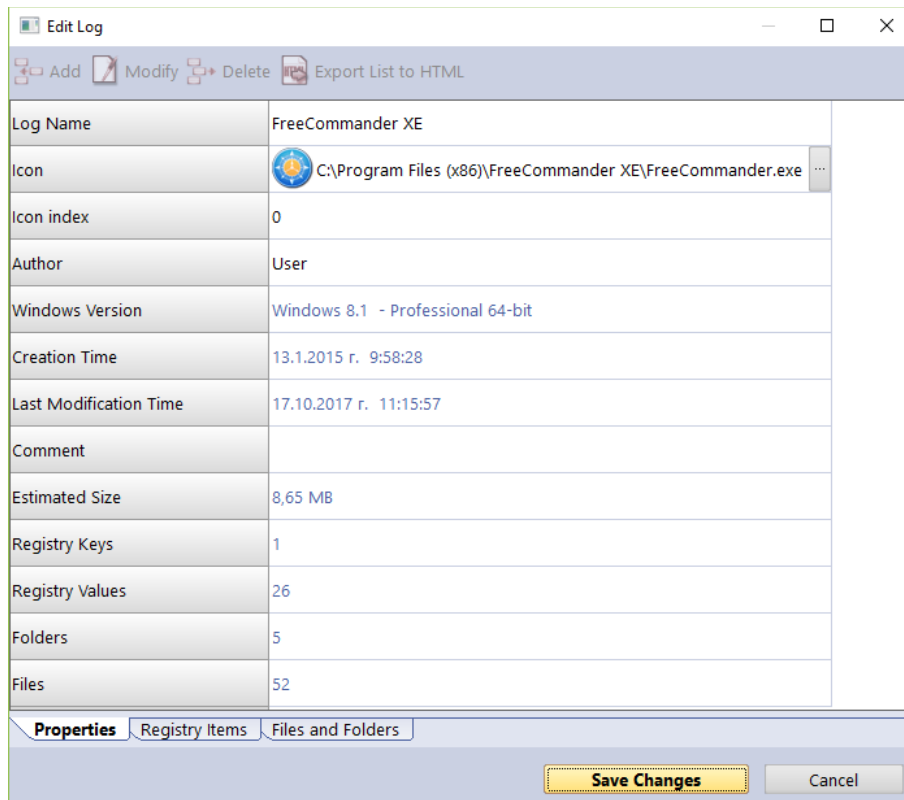 Edit Log
Add Modify Delete Export List to HTML
Log Name FreeCommander XE
Icon C:\Program Files (x86)\FreeCommander XE\FreeCommander.exe ...
Icon index 0
Author User
Windows Version Windows 8.1 - Professional 64-bit
Creation Time 13.1.2015 г. 9:58:28
Last Modification Time 17.10.2017 г. 11:15:57
Comment
Estimated Size 8,65 MB
Registry Keys 1
Registry Values 26
Folders 5
Files 52
Properties Registry Items Files and Folders
Save Changes Cancel